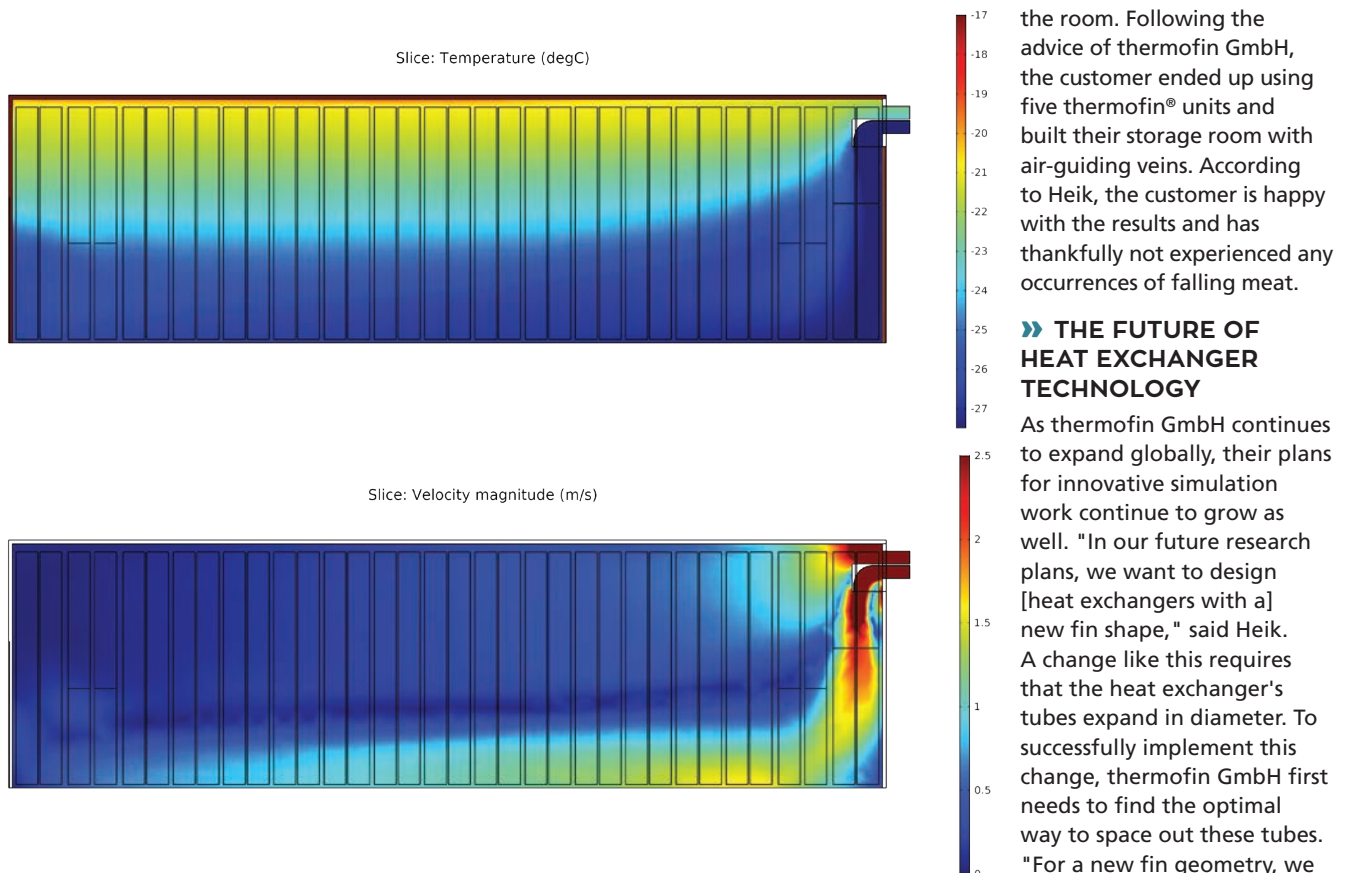 Slice: Temperature (degC)
-17
-18
-19
-20
-21
-22
-23
-24
-25
-26
-27
Slice: Velocity magnitude (m/s)
2.5
2
1.5
1
0.5
0
the room. Following the
advice of thermofin GmbH,
the customer ended up using
five thermofin® units and
built their storage room with
air-guiding veins. According
to Heik, the customer is happy
with the results and has
thankfully not experienced any
occurrences of falling meat.
» THE FUTURE OF
HEAT EXCHANGER
TECHNOLOGY
As thermofin GmbH continues
to expand globally, their plans
for innovative simulation
work continue to grow as
well. "In our future research
plans, we want to design
[heat exchangers with a]
new fin shape," said Heik.
A change like this requires
that the heat exchanger's
tubes expand in diameter. To
successfully implement this
change, thermofin GmbH first
needs to find the optimal
way to space out these tubes.
"For a new fin geometry, we